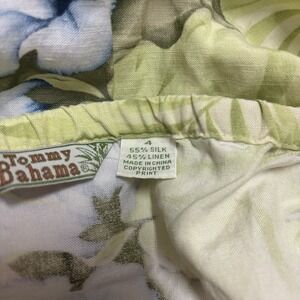 Tommy
Bahama®
4
55% SILK
45% LINEN
MADE IN CHINA
COPYRIGHTED
PRINT